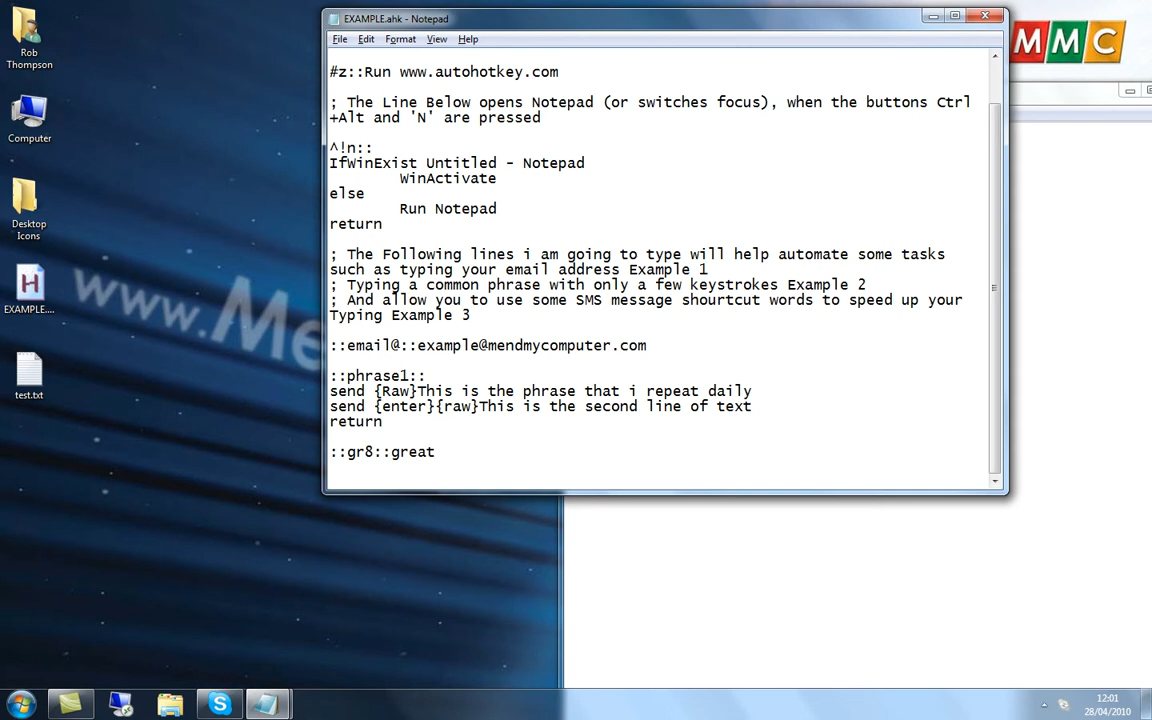 EXAMPLE.ahk - Notepad
File Edit Format View Help
#z::Run www.autohotkey.com
; The Line Below opens Notepad (or switches focus), when the buttons Ctrl
+Alt and 'N' are pressed
^!n::
IfWinExist Untitled - Notepad
WinActivate
else
Run Notepad
return
; The Following lines i am going to type will help automate some tasks
such as typing your email address Example 1
; Typing a common phrase with only a few keystrokes Example 2
; And allow you to use some SMS message shourtcut words to speed up your
Typing Example 3
::email@::example@mendmycomputer.com
::phrase1::
send {Raw}This is the phrase that i repeat daily
send {enter}{raw}This is the second line of text
return
::gr8::great
Rob
Thompson
Computer
Desktop
Icons
H
EXAMPLE....
test.txt
www.Me
MMC
S
12:01
28/04/2010